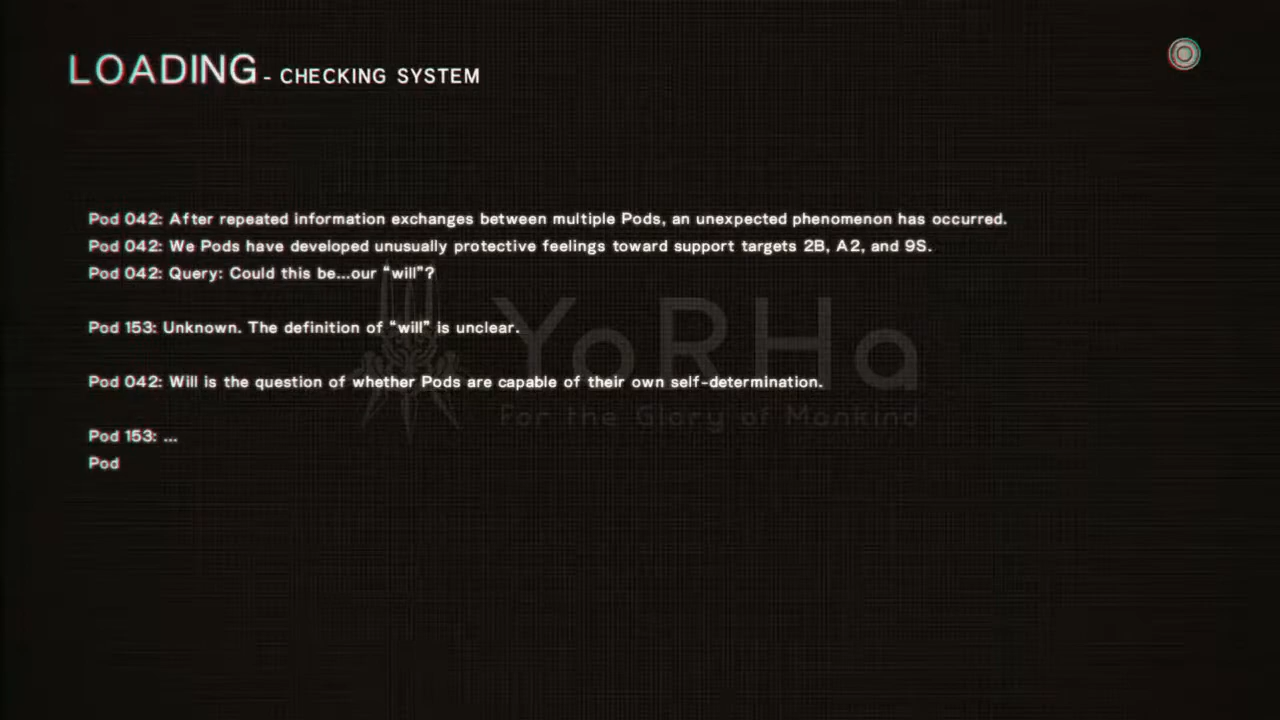 LOADING - CHECKING SYSTEM
Pod 042: After repeated information exchanges between multiple Pods, an unexpected phenomenon has occurred.
Pod 042: We Pods have developed unusually protective feelings toward support targets 2B, A2, and 9S.
Pod 042: Query: Could this be...our “will”?
Pod 153: Unknown. The definition of “will” is unclear.
YoRHa
Pod 042: Will is the question of whether Pods are capable of their own self-determination.
For the Glory of Mankind
Pod 153: ...
Pod